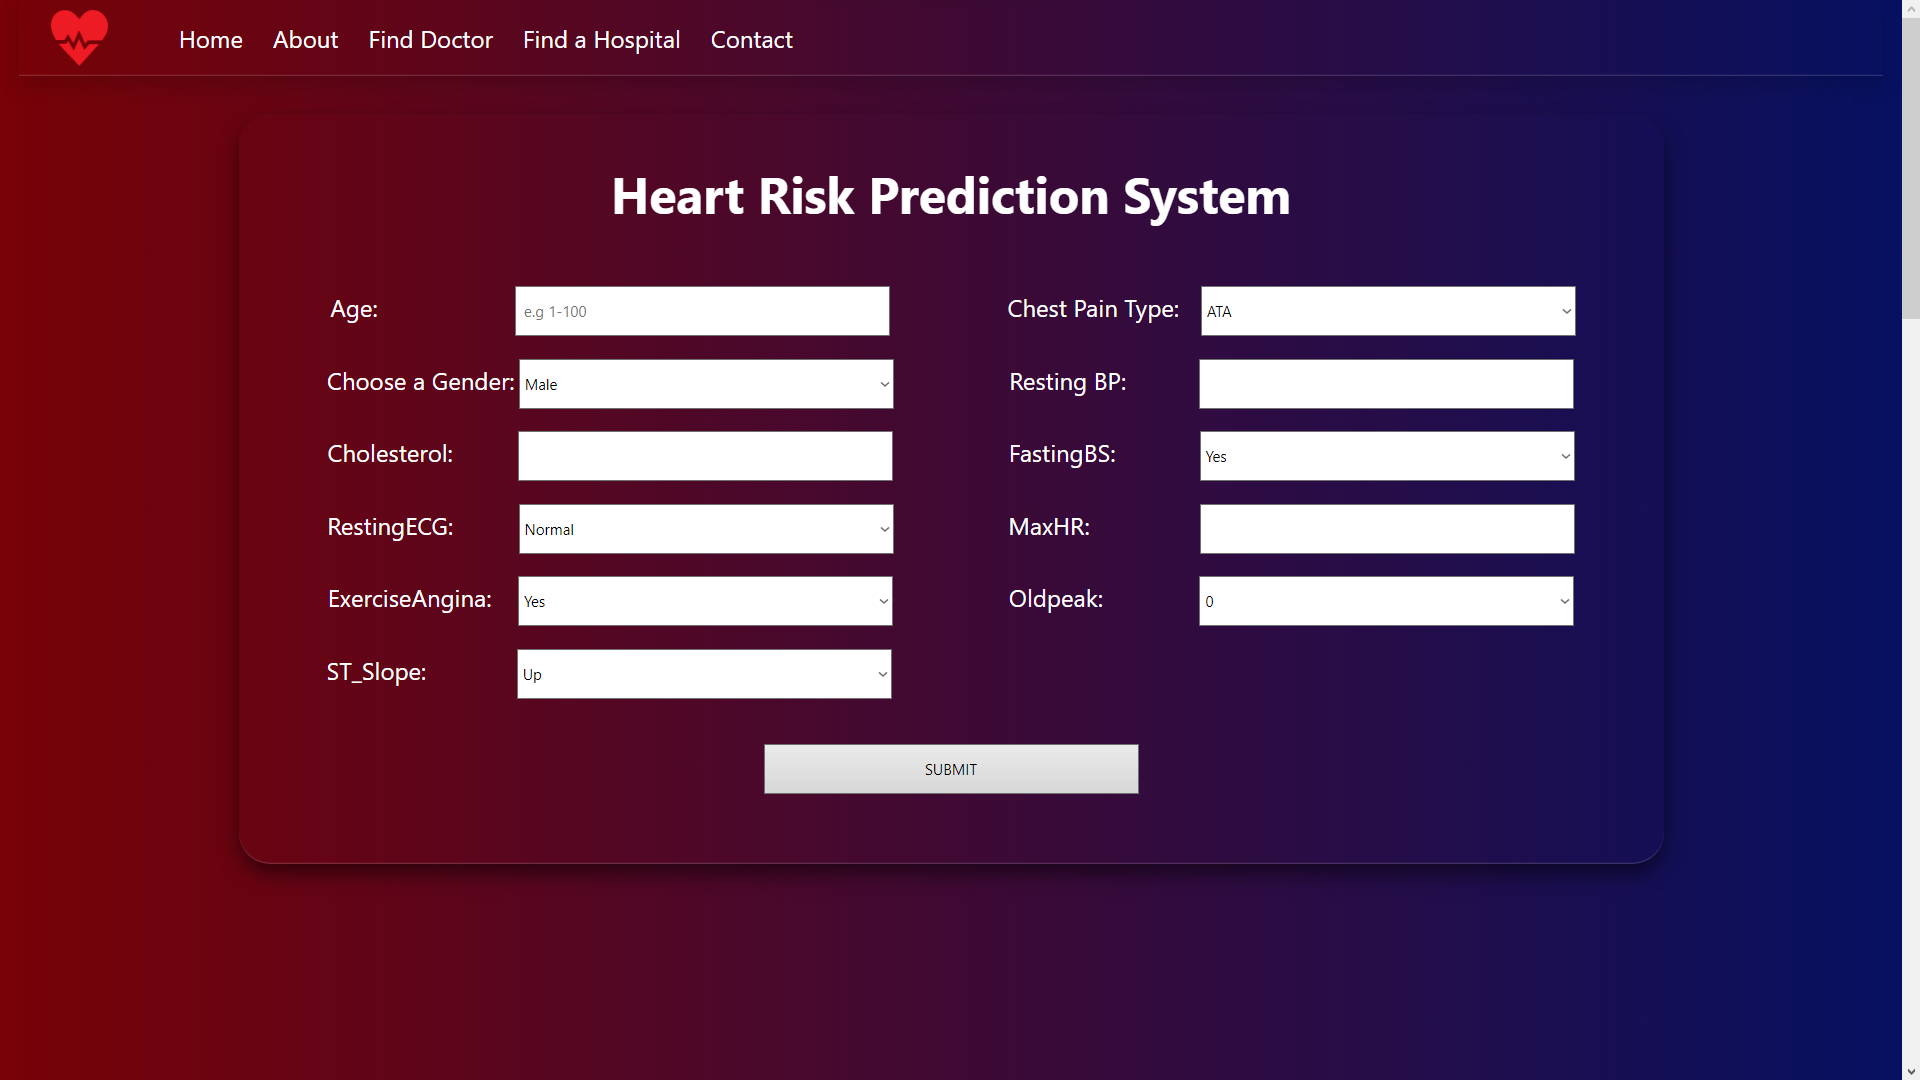 Home About Find Doctor Find a Hospital Contact
Heart Risk Prediction System
Age: e.g 1-100 Chest Pain Type: ATA
Choose a Gender: Male Resting BP:
Cholesterol: FastingBS: Yes
RestingECG: Normal MaxHR:
ExerciseAngina: Yes Oldpeak: 0
ST_Slope: Up
SUBMIT